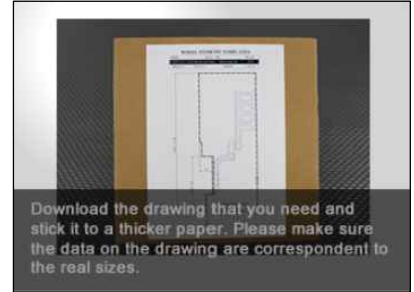 Download the drawing that you need and
stick it to a thicker paper. Please make sure
the data on the drawing are correspondent to
the real sizes.